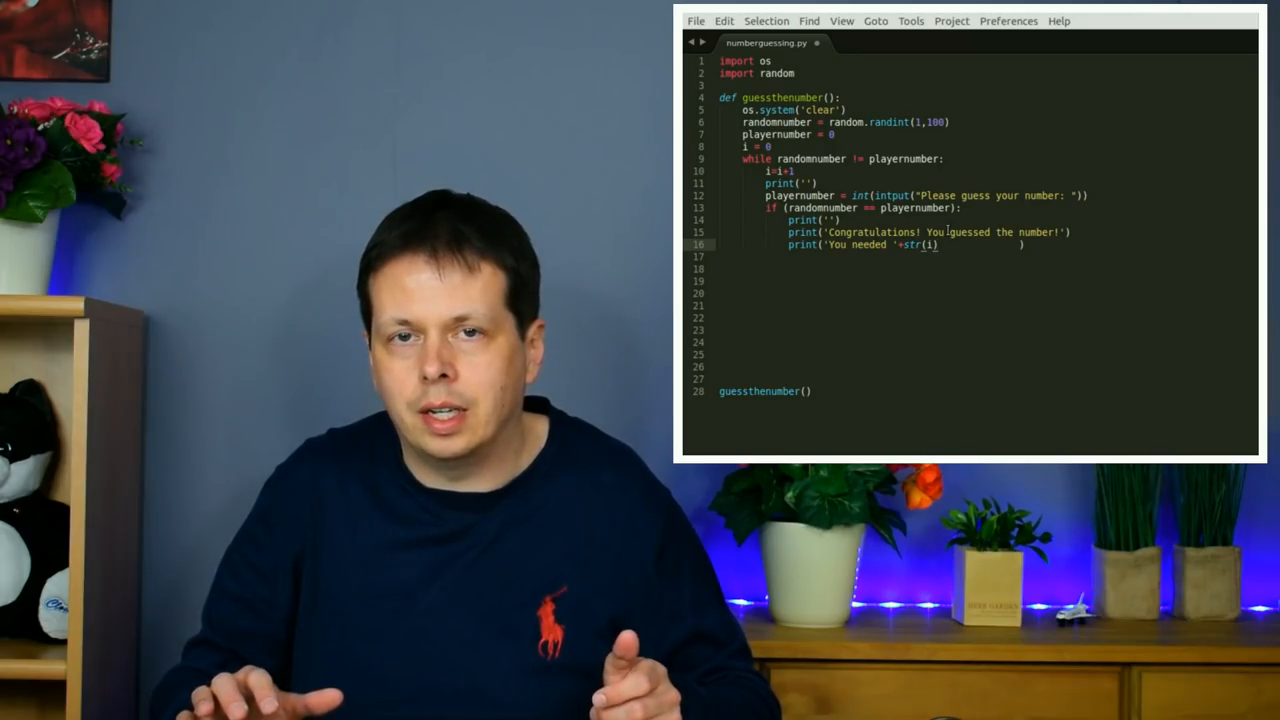 File Edit Selection Find View Goto Tools Project Preferences Help
numberguessing.py
1 import os
2 import random
3
4 def guessthenumber():
5 os.system('clear')
6 randomnumber = random.randint(1,100)
7 playernumber = 0
8 i = 0
9 while randomnumber != playernumber:
10 i=i+1
11 print('')
12 playernumber = int(intput("Please guess your number: "))
13 if (randomnumber == playernumber):
14 print('')
15 print('Congratulations! You guessed the number!')
16 print('You needed '+str(i) )
17
18
19
20
21
22
23
24
25
26
27
28 guessthenumber()
HERB GARDEN